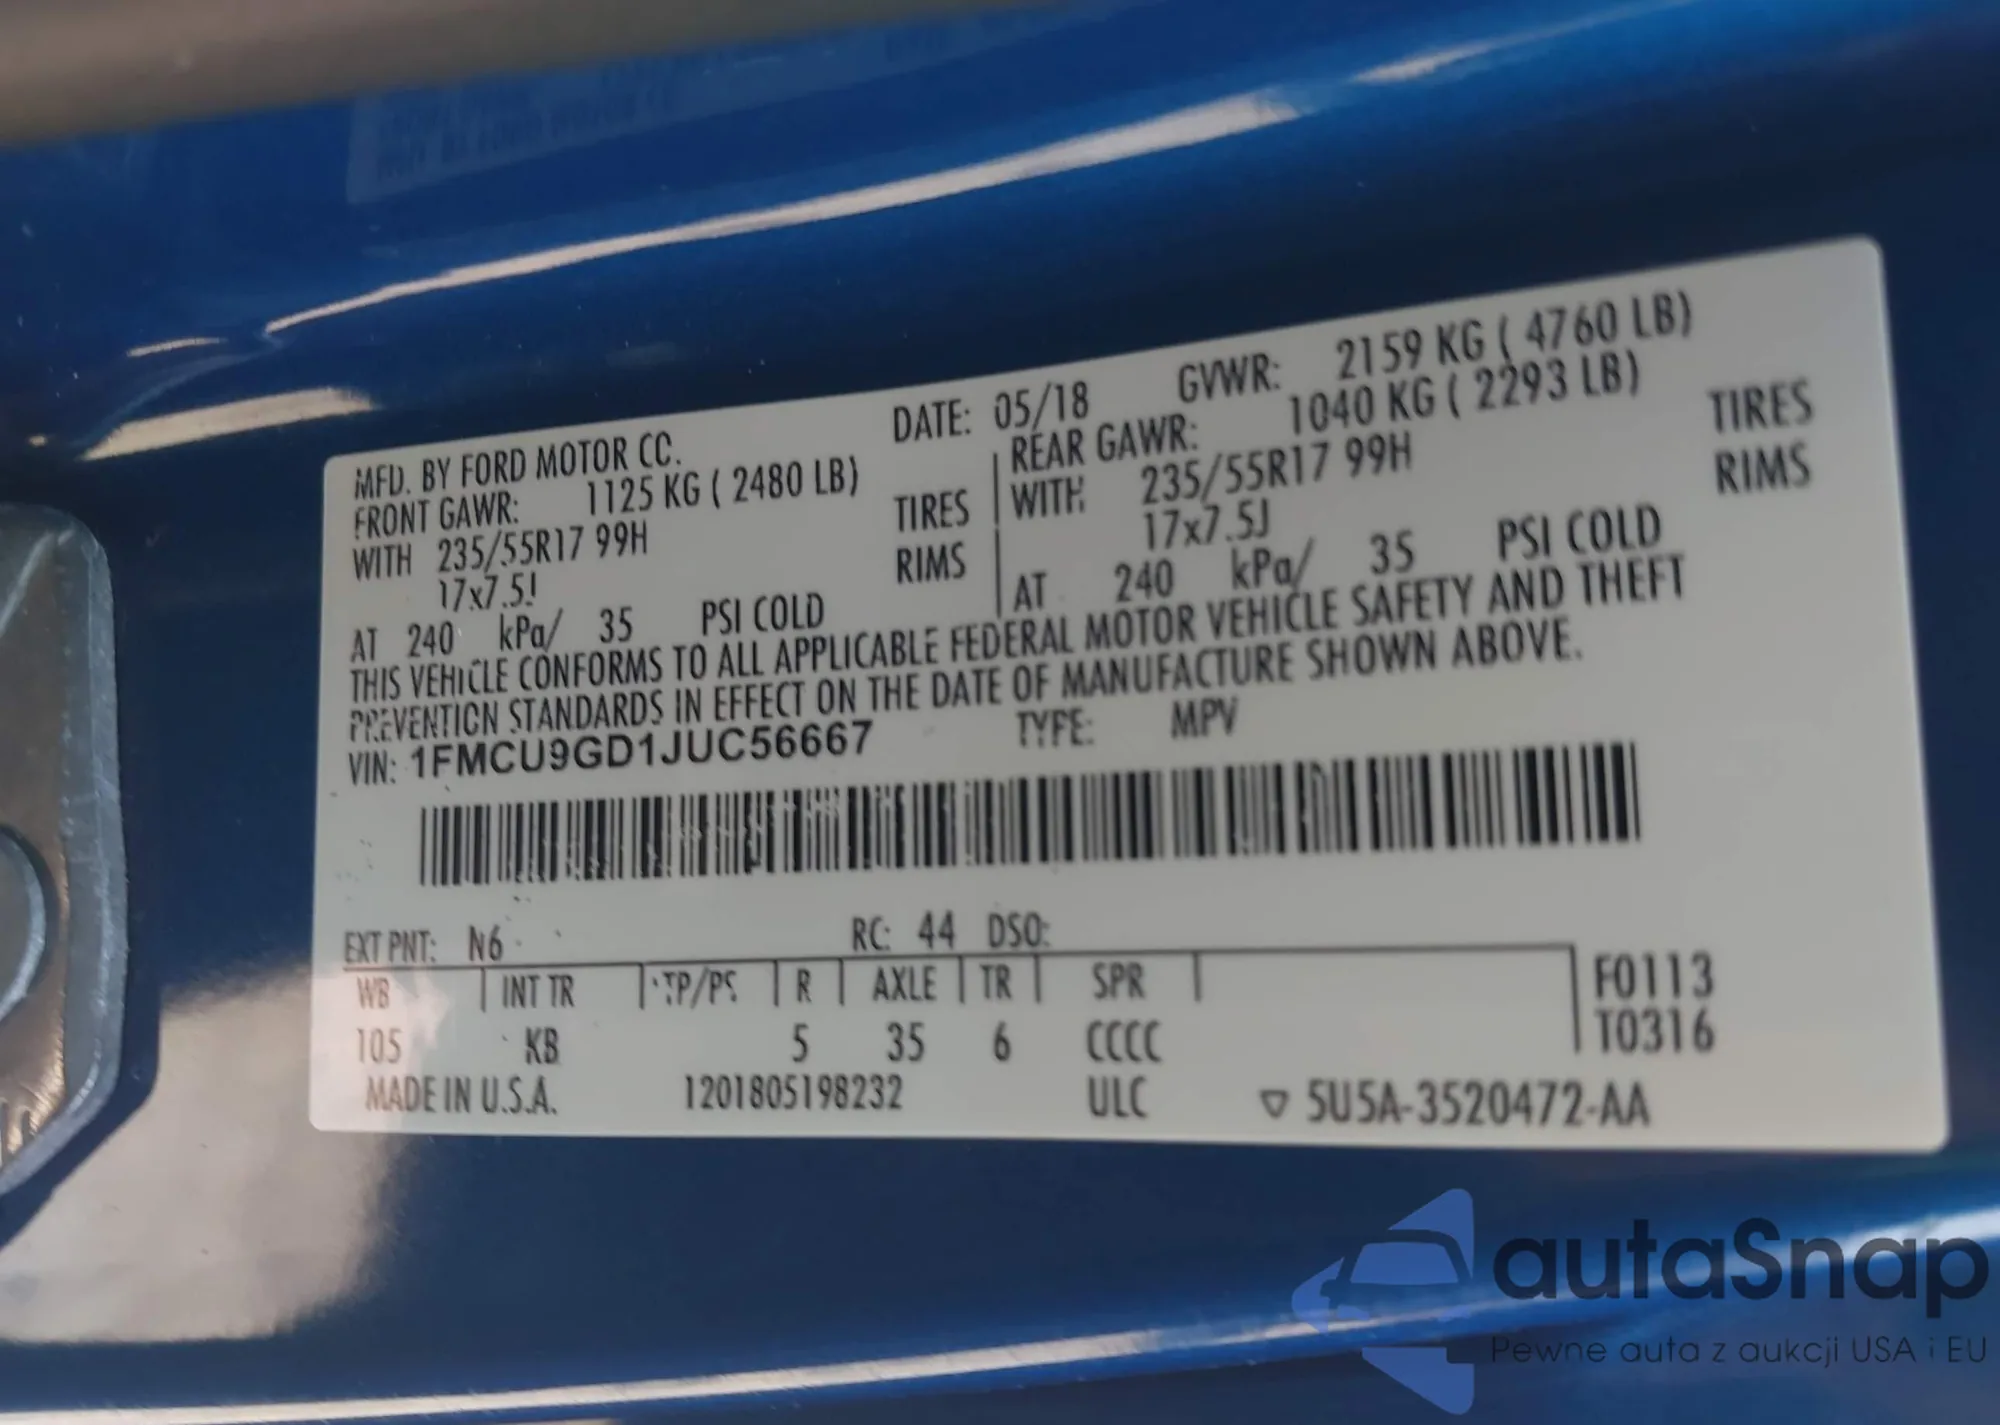 MFD. BY FORD MOTOR CO.
DATE: 05/18
GVWR: 2159 KG ( 4760 LB)
FRONT GAWR: 1125 KG ( 2480 LB)
WITH 235/55R17 99H TIRES
17x7.5J RIMS
AT 240 kPa/ 35 PSI COLD
REAR GAWR: 1040 KG ( 2293 LB)
WITH 235/55R17 99H TIRES
17x7.5J RIMS
AT 240 kPa/ 35 PSI COLD
THIS VEHICLE CONFORMS TO ALL APPLICABLE FEDERAL MOTOR VEHICLE SAFETY AND THEFT
PREVENTION STANDARDS IN EFFECT ON THE DATE OF MANUFACTURE SHOWN ABOVE.
VIN: 1FMCU9GD1JUC56667 TYPE: MPV
EXT PNT: N6 RC: 44 DSO:
WB INT TR TP/PS R AXLE TR SPR F0113
105 KB 5 35 6 CCCC T0316
MADE IN U.S.A. 1201805198232 ULC ▽ 5U5A-3520472-AA
autaSnap
Pewne auta z aukcji USA i EU